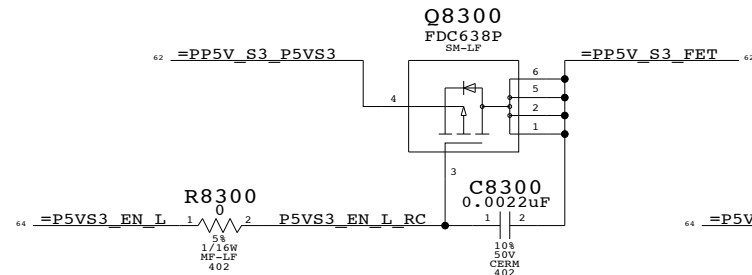 Q8300
FDC638P
SM-LF
62 =PP5V_S3_P5VS3
=PP5V_S3_FET 62
6
5
4
2
1
3
R8300
0
C8300
0.0022uF
64 =P5VS3_EN_L 1 2 P5VS3_EN_L_RC 1 2
64 =P5V
5%
1/16W
MF-LF
402
10%
50V
CERM
402